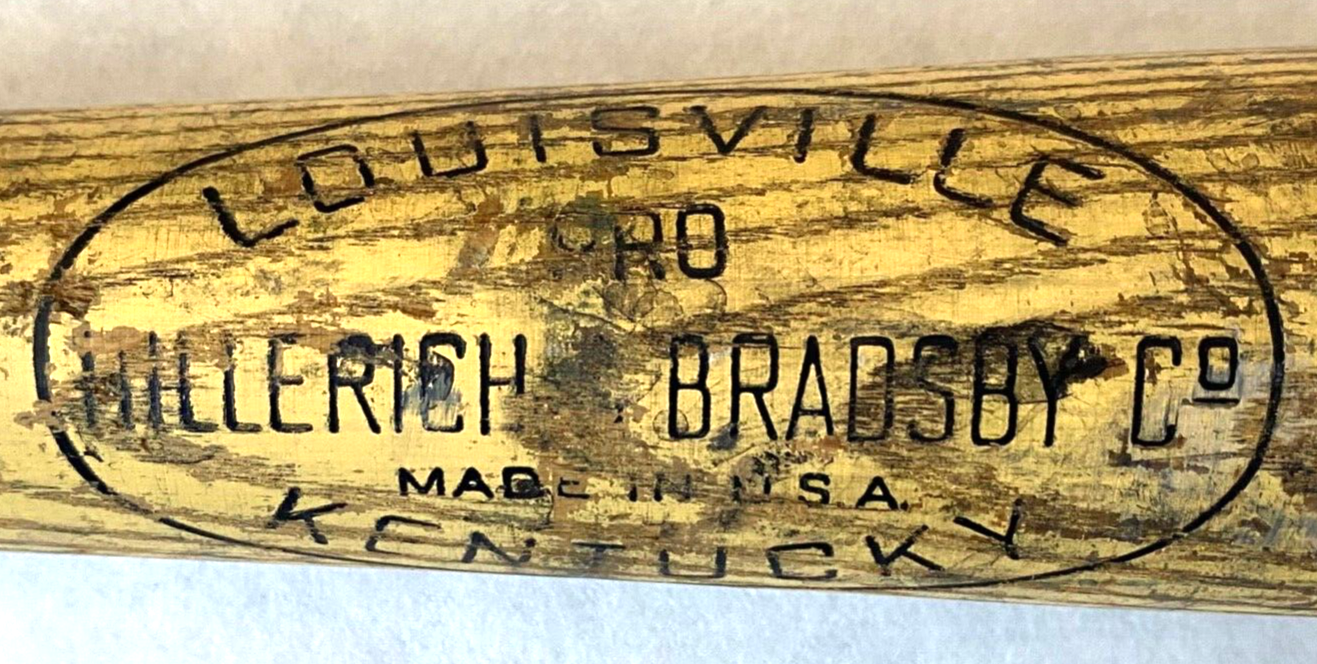 LOUISVILLE
PRO
HILLERICH BRADSBY Cº
MADE IN U.S.A.
KENTUCKY